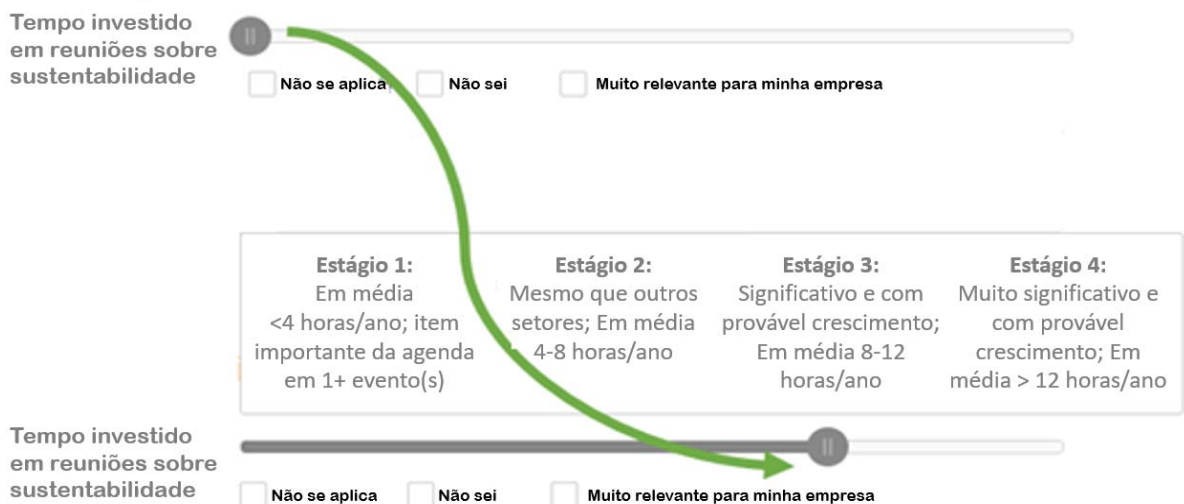 Tempo investido
em reuniões sobre
sustentabilidade
Não se aplica
Não sei
Muito relevante para minha empresa
Estágio 1:
Em média
<4 horas/ano; item
importante da agenda
em 1+ evento(s)
Estágio 2:
Mesmo que outros
setores; Em média
4-8 horas/ano
Estágio 3:
Significativo e com
provável crescimento;
Em média 8-12
horas/ano
Estágio 4:
Muito significativo e
com provável
crescimento; Em
média > 12 horas/ano
Tempo investido
em reuniões sobre
sustentabilidade
Não se aplica
Não sei
Muito relevante para minha empresa